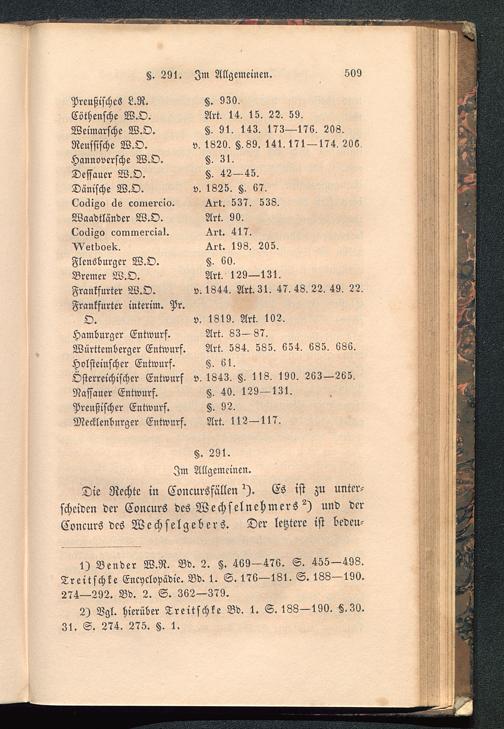 §. 291. Im Allgemeinen. 509
Preußisches L.R. §. 930.
Cöthensche W.O. Art. 14. 15. 22. 59.
Weimarsche W.O. §. 91. 143. 173—176. 208.
Reussische W.O. v. 1820. §. 89. 141. 171—174. 206.
Hannoversche W.O. §. 31.
Dessauer W.O. §. 42—45.
Dänische W.O. v. 1825. §. 67.
Codigo de comercio. Art. 537. 538.
Waadtländer W.O. Art. 90.
Codigo commercial. Art. 417.
Wetboek. Art. 198. 205.
Flensburger W.O. §. 60.
Bremer W.O. Art. 129—131.
Frankfurter W.O. v. 1844. Art. 31. 47. 48. 22. 49. 22.
Frankfurter interim. Pr.
O. v. 1819. Art. 102.
Hamburger Entwurf. Art. 83—87.
Württemberger Entwurf. Art. 584. 585. 654. 685. 686.
Holsteinscher Entwurf. §. 61.
Österreichischer Entwurf v. 1843. §. 118. 190. 263—265.
Nassauer Entwurf. §. 40. 129—131.
Preußischer Entwurf. §. 92.
Mecklenburger Entwurf. Art. 112—117.
§. 291.
Im Allgemeinen.
Die Rechte in Concursfällen ¹). Es ist zu unter-
scheiden der Concurs des Wechselnehmers ²) und der
Concurs des Wechselgebers. Der letztere ist bedeu-
1) Bender W.R. Bd. 2. §. 469—476. S. 455—498.
Treitschke Encyclopädie. Bd. 1. S. 176—181. S. 188—190.
274—292. Bd. 2. S. 362—379.
2) Vgl. hierüber Treitschke Bd. 1. S. 188—190. §. 30.
31. S. 274. 275. §. 1.